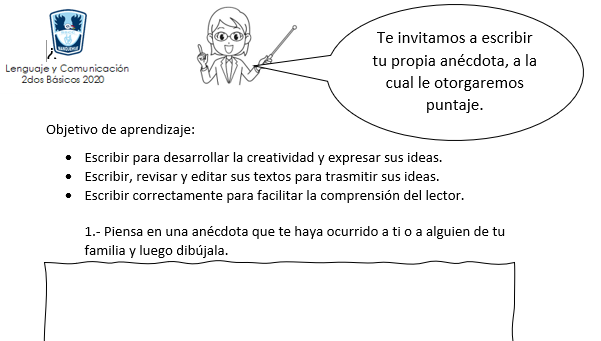 Lenguaje y Comunicación
2dos Básicos 2020
Te invitamos a escribir
tu propia anécdota, a la
cual le otorgaremos
puntaje.
Objetivo de aprendizaje:
• Escribir para desarrollar la creatividad y expresar sus ideas.
• Escribir, revisar y editar sus textos para trasmitir sus ideas.
• Escribir correctamente para facilitar la comprensión del lector.
1.- Piensa en una anécdota que te haya ocurrido a ti o a alguien de tu
familia y luego dibújala.